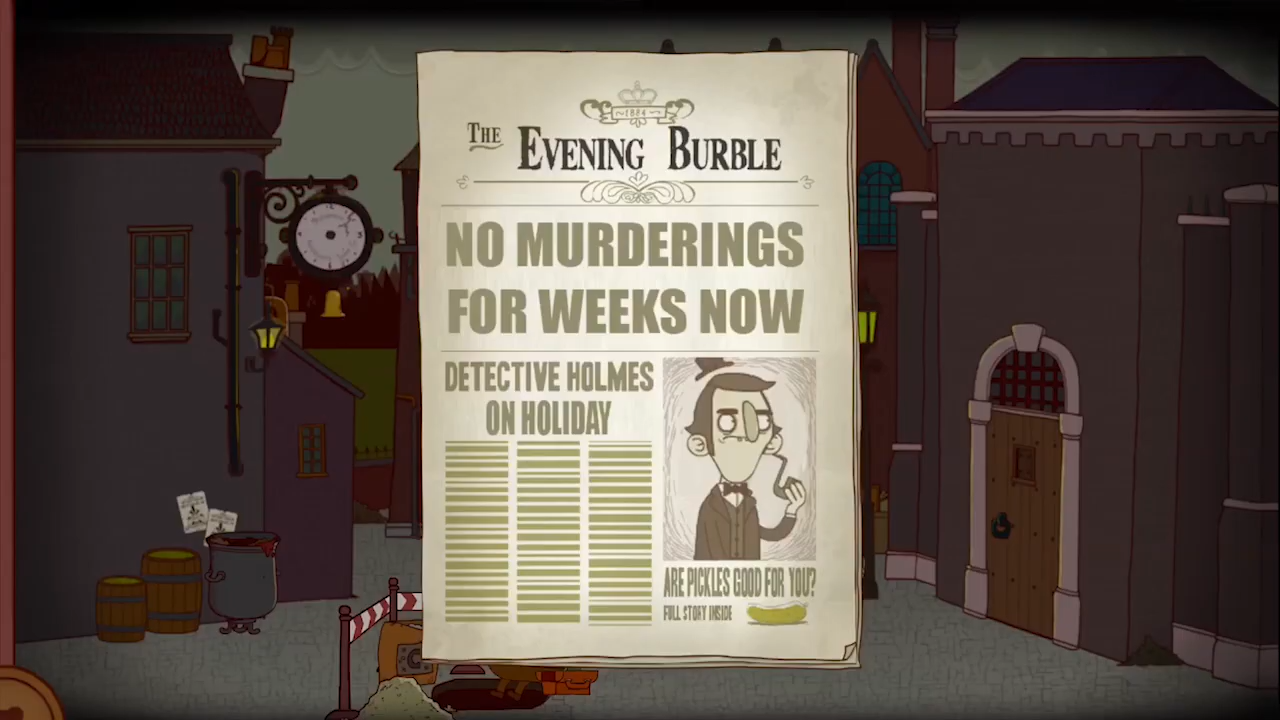 ~1884~
THE EVENING BURBLE
NO MURDERINGS
FOR WEEKS NOW
DETECTIVE HOLMES
ON HOLIDAY
ARE PICKLES GOOD FOR YOU?
FULL STORY INSIDE